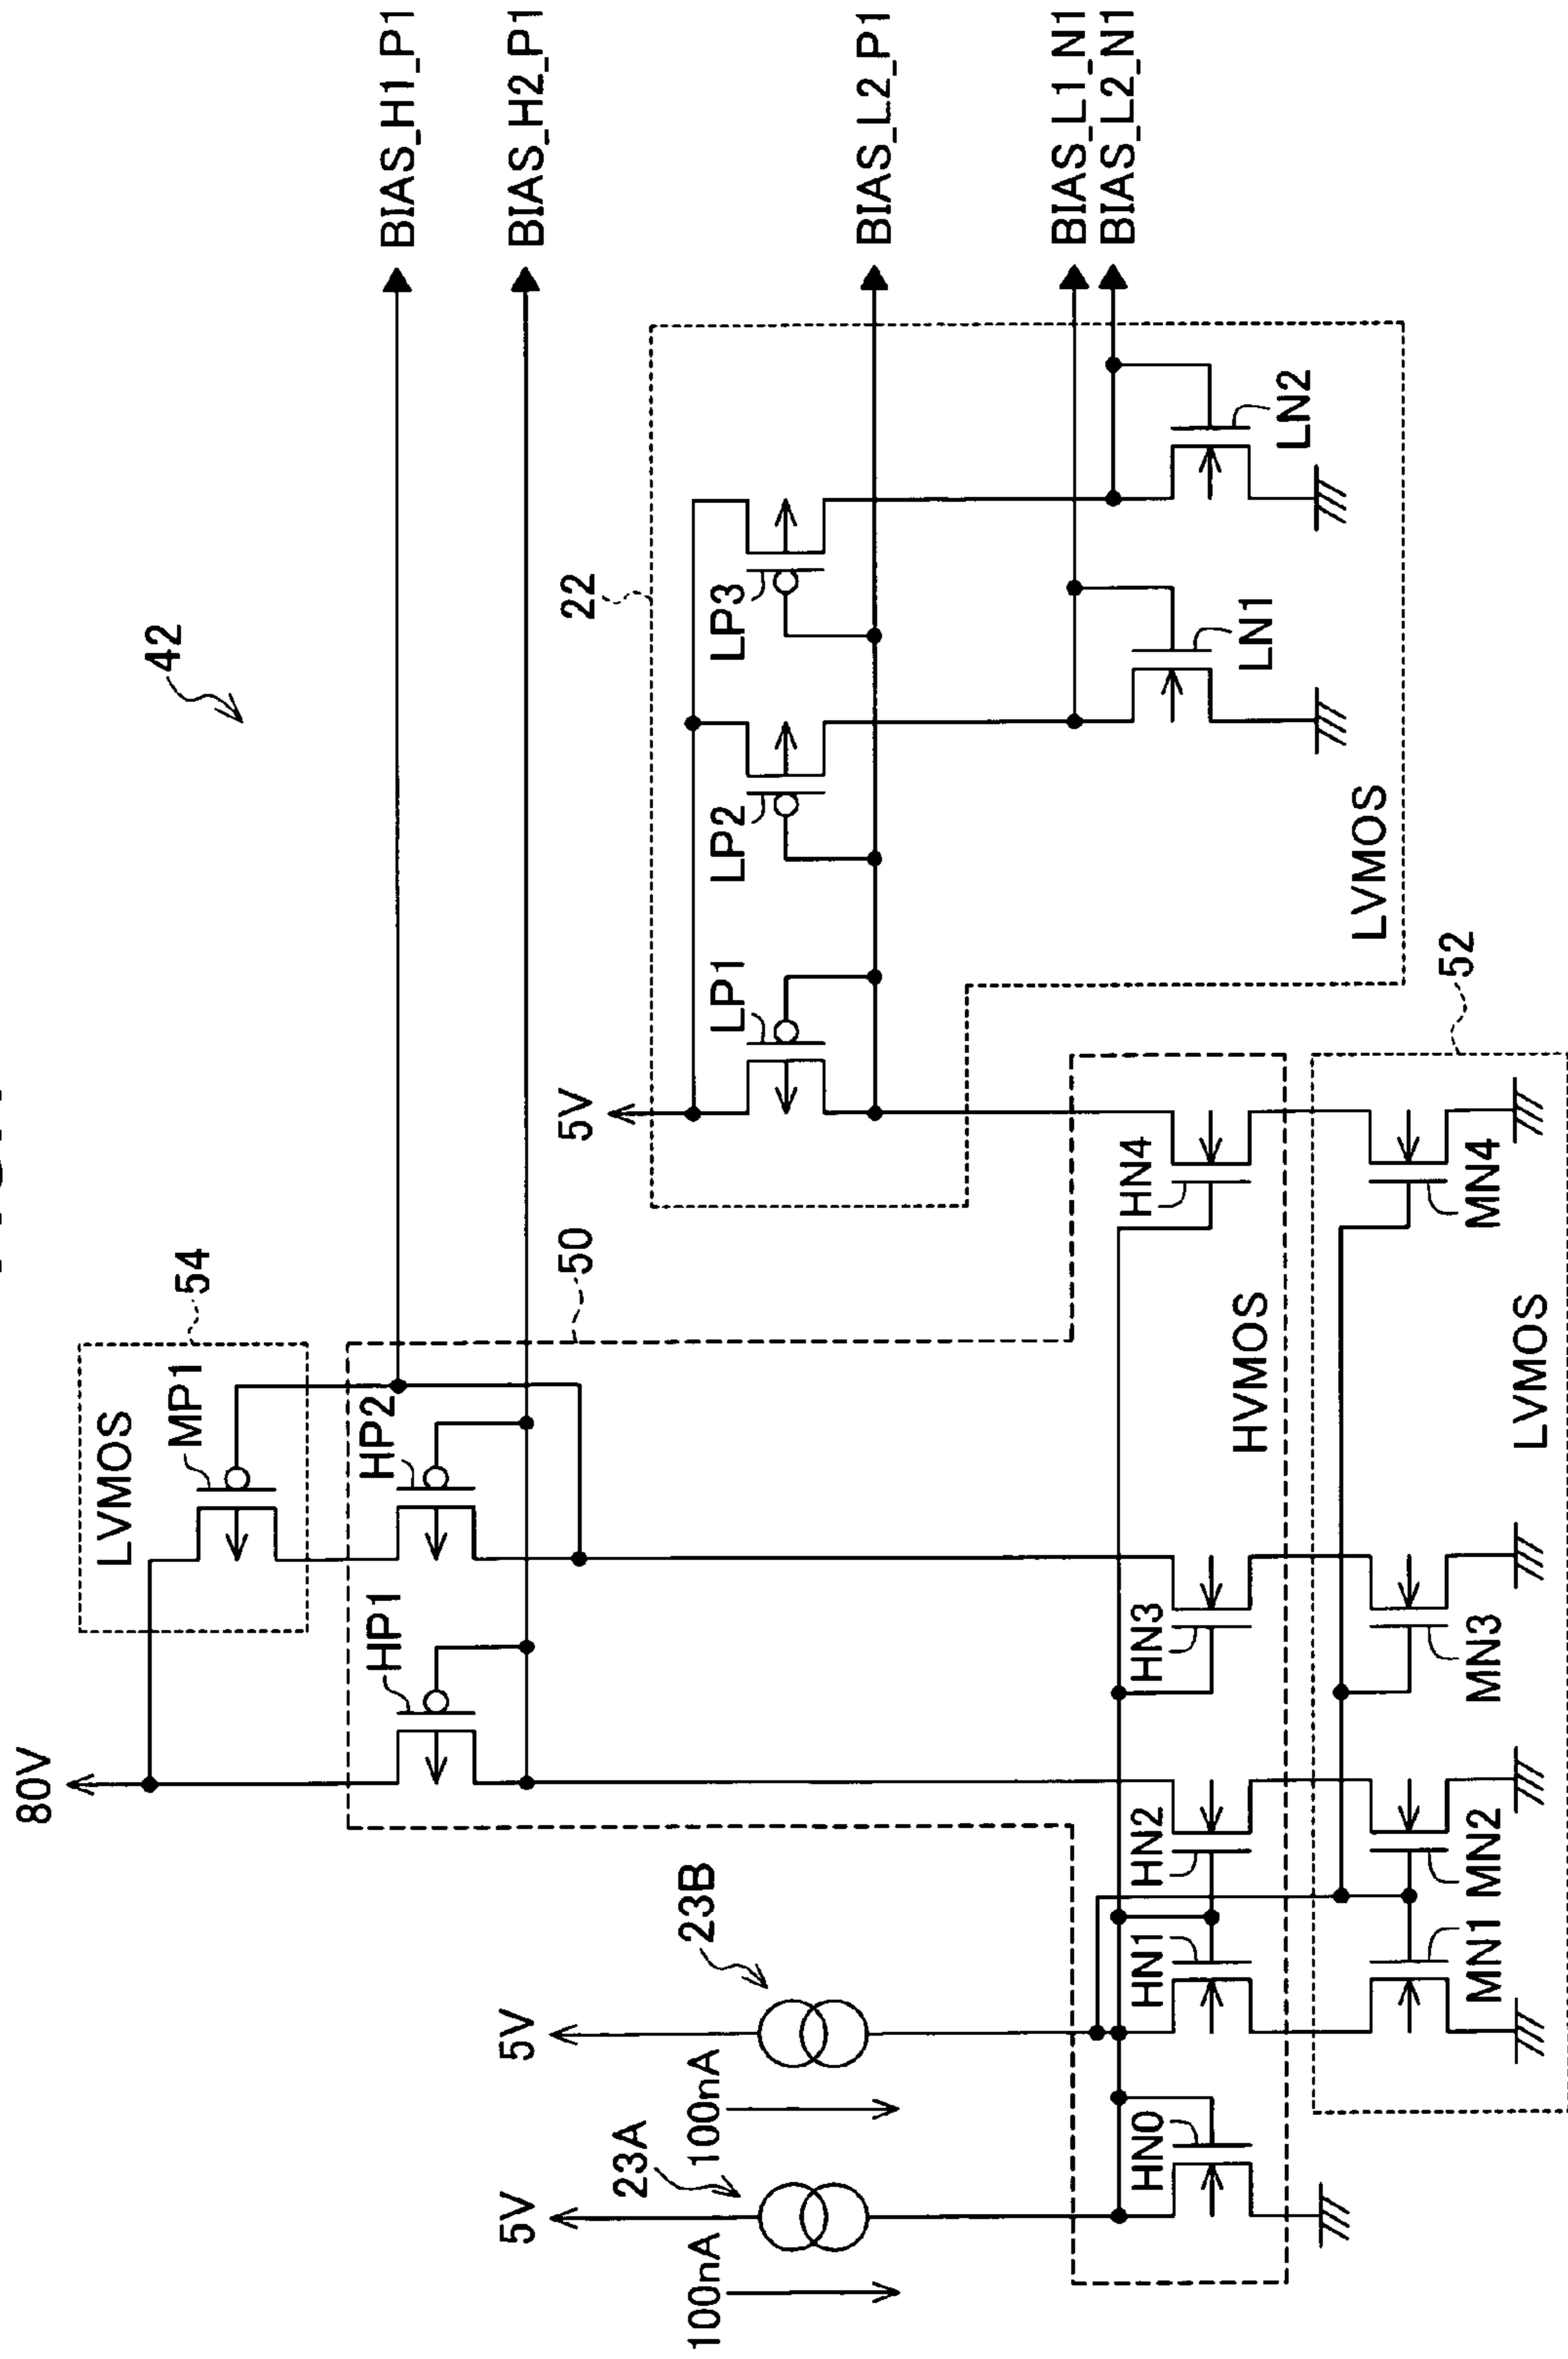 42
80V
LVMOS
54
MP1
BIAS_H1_P1
HP1
HP2
BIAS_H2_P1
50
5V
23A
100nA
5V
23B
100nA
5V
22
LP1
LP2
LP3
BIAS_L2_P1
BIAS_L1_N1
BIAS_L2_N1
HN0
HN1
HN2
HN3
HN4
LN1
LN2
HVMOS
LVMOS
52
MN1
MN2
MN3
MN4
LVMOS